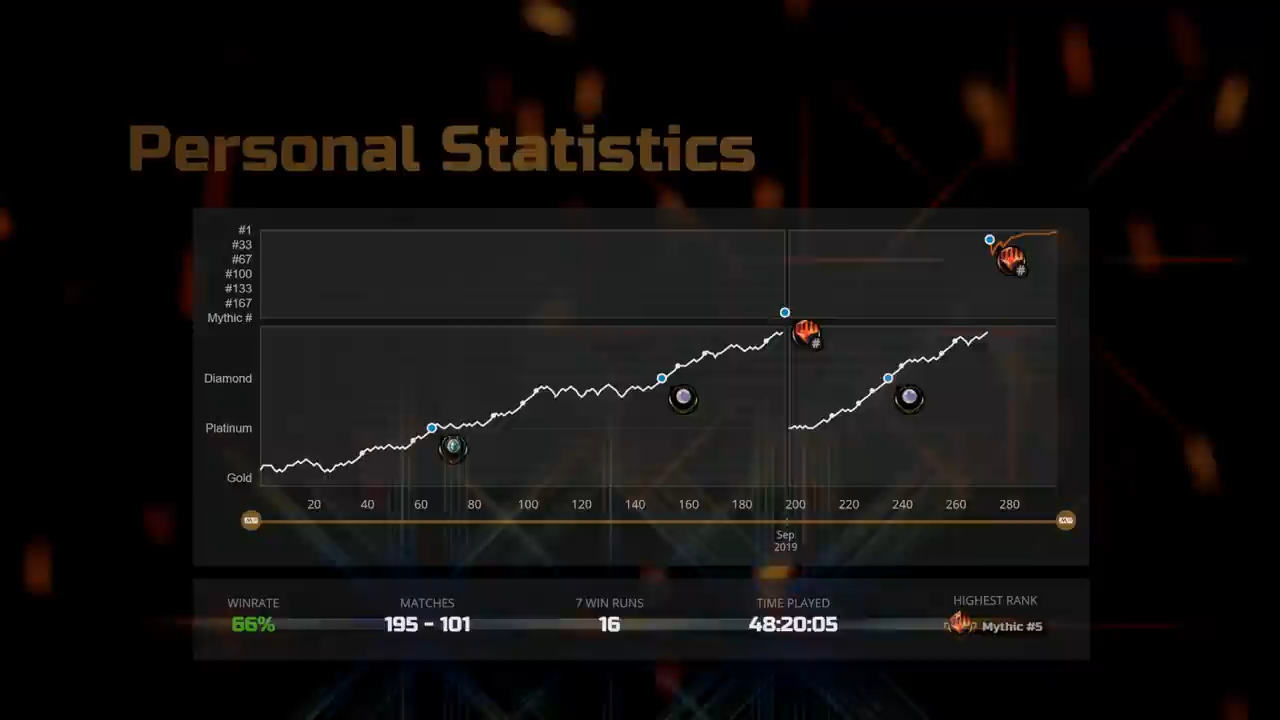 Personal Statistics
#1
#33
#67
#100
#133
#167
Mythic #
#
#
Diamond
Platinum
Gold
20 40 60 80 100 120 140 160 180 200 220 240 260 280
Sep
2019
WINRATE MATCHES 7 WIN RUNS TIME PLAYED HIGHEST RANK
66% 195 - 101 16 48:20:05 Mythic #5